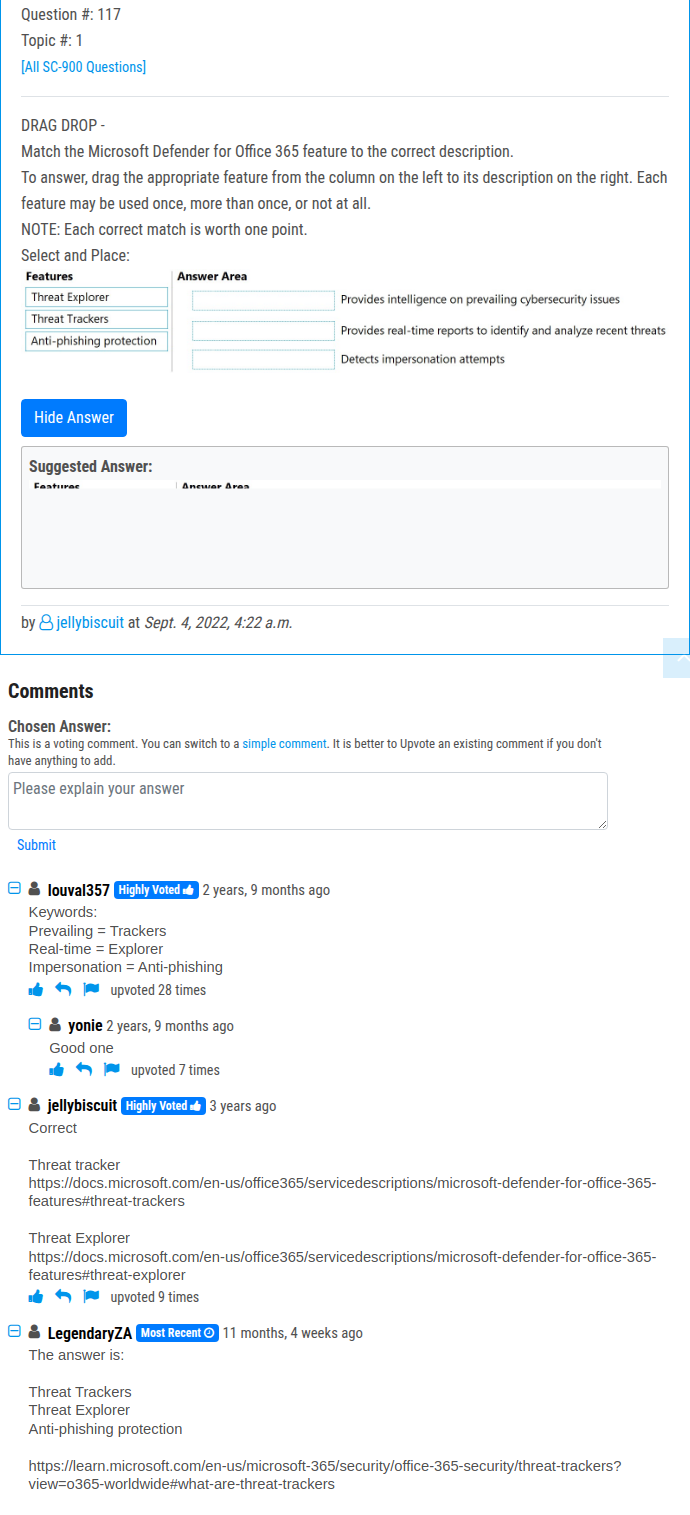 Question #: 117
Topic #: 1
[All SC-900 Questions]
DRAG DROP -
Match the Microsoft Defender for Office 365 feature to the correct description.
To answer, drag the appropriate feature from the column on the left to its description on the right. Each
feature may be used once, more than once, or not at all.
NOTE: Each correct match is worth one point.
Select and Place:
Features
Answer Area
Threat Explorer
Threat Trackers
Anti-phishing protection
Provides intelligence on prevailing cybersecurity issues
Provides real-time reports to identify and analyze recent threats
Detects impersonation attempts
Hide Answer
Suggested Answer:
Features
Answer Area
by jellybiscuit at Sept. 4, 2022, 4:22 a.m.
Comments
Chosen Answer:
This is a voting comment. You can switch to a simple comment. It is better to Upvote an existing comment if you don't
have anything to add.
Please explain your answer
Submit
louval357 Highly Voted 2 years, 9 months ago
Keywords:
Prevailing = Trackers
Real-time = Explorer
Impersonation = Anti-phishing
upvoted 28 times
yonie 2 years, 9 months ago
Good one
upvoted 7 times
jellybiscuit Highly Voted 3 years ago
Correct
Threat tracker
https://docs.microsoft.com/en-us/office365/servicedescriptions/microsoft-defender-for-office-365-
features#threat-trackers
Threat Explorer
https://docs.microsoft.com/en-us/office365/servicedescriptions/microsoft-defender-for-office-365-
features#threat-explorer
upvoted 9 times
LegendaryZA Most Recent 11 months, 4 weeks ago
The answer is:
Threat Trackers
Threat Explorer
Anti-phishing protection
https://learn.microsoft.com/en-us/microsoft-365/security/office-365-security/threat-trackers?
view=o365-worldwide#what-are-threat-trackers